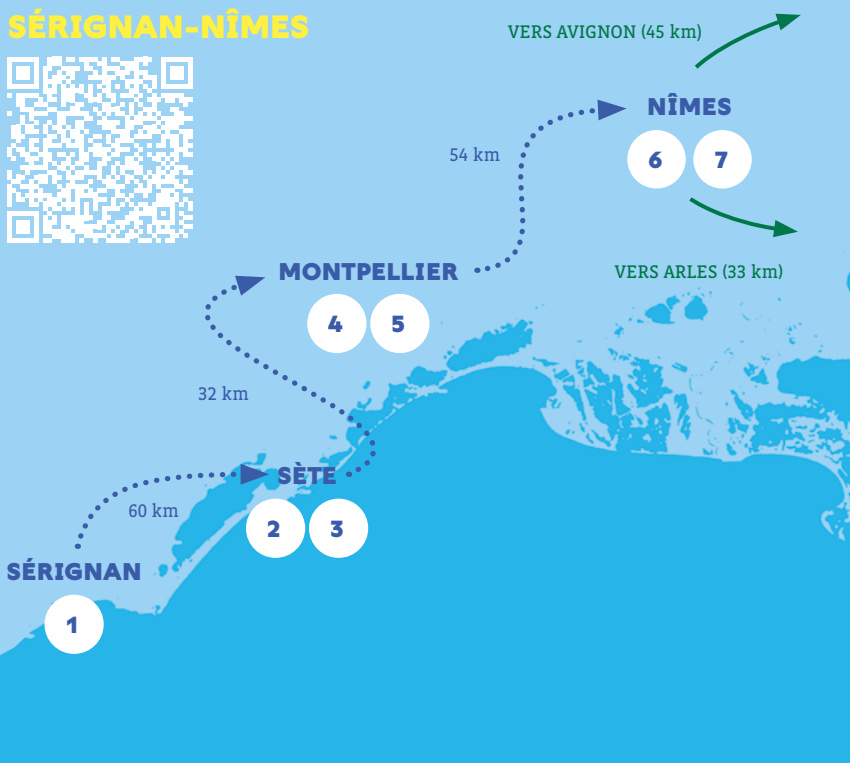 SÉRIGNAN-NÎMES
VERS AVIGNON (45 km)
NÎMES
6 7
54 km
VERS ARLES (33 km)
MONTPELLIER
4 5
32 km
SÈTE
2 3
60 km
SÉRIGNAN
1